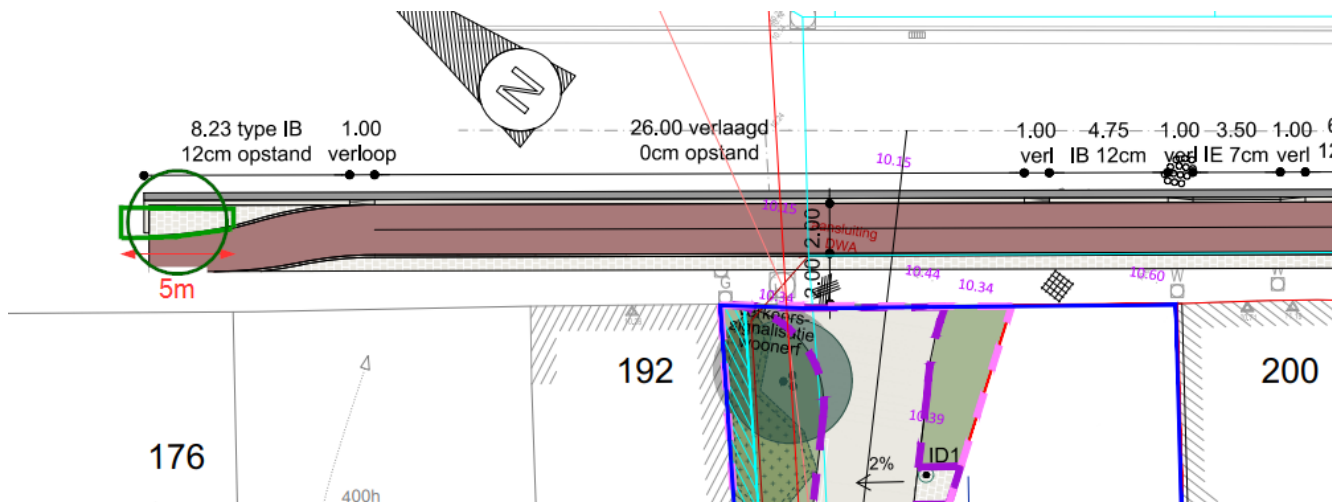 N
8.23 type IB
12cm opstand
1.00
verloop
26.00 verlaagd
0cm opstand
1.00
verl
4.75
IB 12cm
1.00
verl
3.50
IE 7cm
1.00
verl
10.15
10.15
2.00
aansluiting
DWA
5m
3.00
10.44
10.34
10.60
G
W
W
10.34
verkeers-
signalisatie
woonerf
192
200
176
10.39
ID1
2%
400h